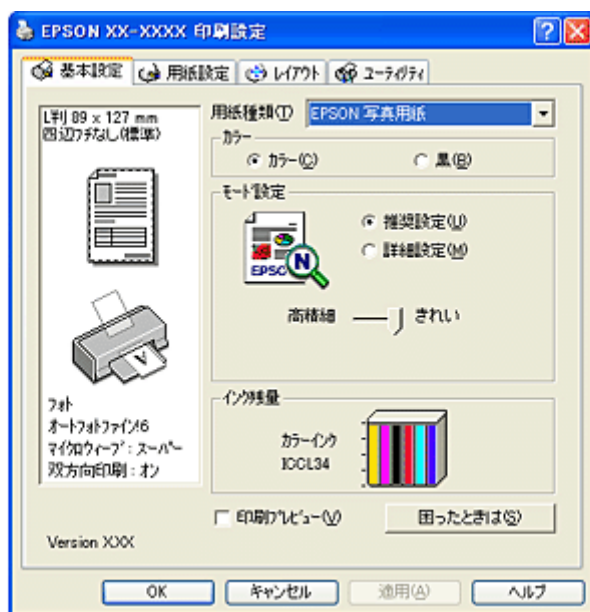 EPSON XX-XXXX 印刷設定
基本設定 用紙設定 レイアウト ユーティリティ
L判 89 x 127 mm
四辺フチなし(標準)
用紙種類(T) EPSON 写真用紙
カラー
カラー(C) 黒(B)
モード設定
推奨設定(U)
詳細設定(M)
EPSON
N
高精細 きれい
A
フォト
オートフォトファイン!6
マイクロウィーブ : スーパー
双方向印刷 : オン
インク残量
カラーインク
ICCL34
印刷プレビュー(V) 困ったときは(S)
Version X.XX
OK キャンセル 適用(A) ヘルプ